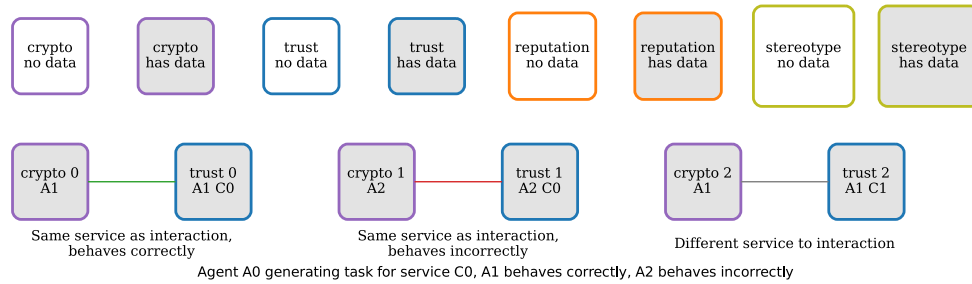 crypto
no data
crypto
has data
trust
no data
trust
has data
reputation
no data
reputation
has data
stereotype
no data
stereotype
has data
crypto 0
A1
trust 0
A1 C0
Same service as interaction,
behaves correctly
crypto 1
A2
trust 1
A2 C0
Same service as interaction,
behaves incorrectly
crypto 2
A1
trust 2
A1 C1
Different service to interaction
Agent A0 generating task for service C0, A1 behaves correctly, A2 behaves incorrectly